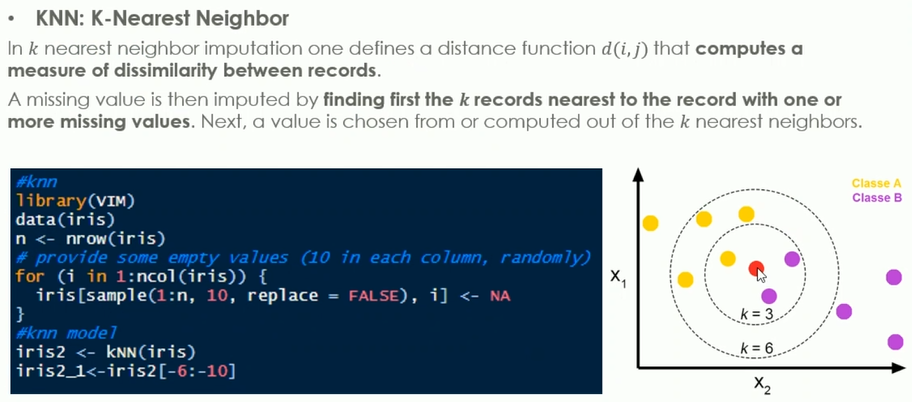 • KNN: K-Nearest Neighbor
In k nearest neighbor imputation one defines a distance function d(i,j) that computes a
measure of dissimilarity between records.
A missing value is then imputed by finding first the k records nearest to the record with one or
more missing values. Next, a value is chosen from or computed out of the k nearest neighbors.
#knn
library(VIM)
data(iris)
n <- nrow(iris)
# provide some empty values (10 in each column, randomly)
for (i in 1:ncol(iris)) {
  iris[sample(1:n, 10, replace = FALSE), i] <- NA
}
#knn model
iris2 <- kNN(iris)
iris2_1<-iris2[-6:-10]
Classe A
Classe B
X1
k = 3
k = 6
X2